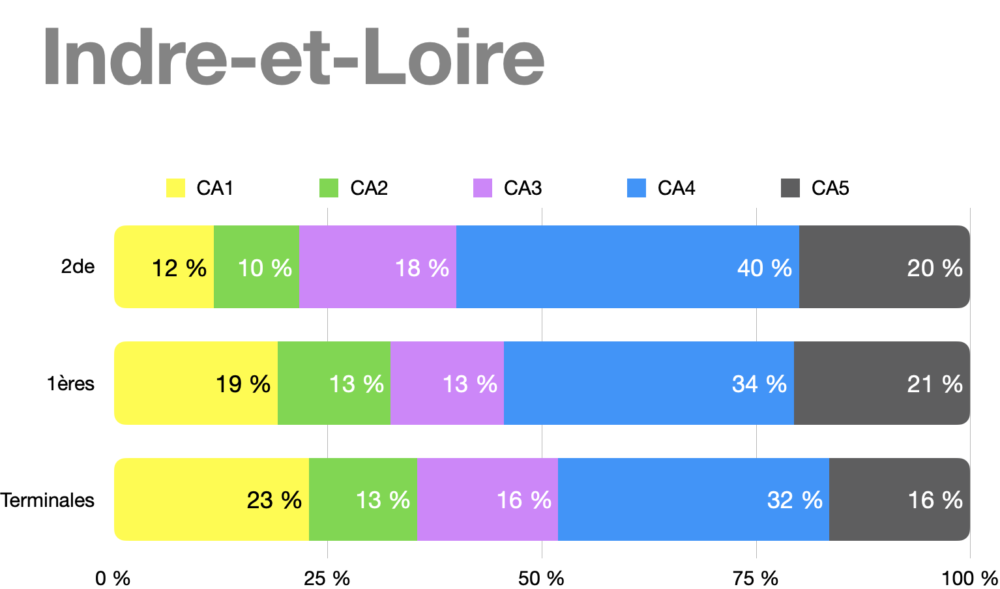 Indre-et-Loire
CA1 CA2 CA3 CA4 CA5
2de 12 % 10 % 18 % 40 % 20 %
1ères 19 % 13 % 13 % 34 % 21 %
Terminales 23 % 13 % 16 % 32 % 16 %
0 % 25 % 50 % 75 % 100 %